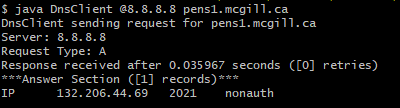 $ java DnsClient @8.8.8.8 pens1.mcgill.ca
DnsClient sending request for pens1.mcgill.ca
Server: 8.8.8.8
Request Type: A
Response received after 0.035967 seconds ([0] retries)
***Answer Section ([1] records)***
IP 132.206.44.69 2021 nonauth